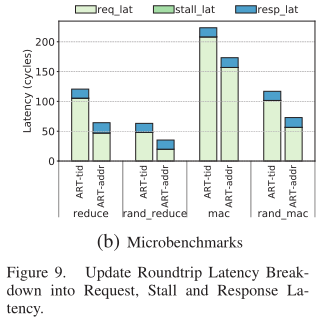 req_lat stall_lat resp_lat
Latency (cycles)
200
150
100
50
0
ART-tid ART-addr ART-tid ART-addr ART-tid ART-addr ART-tid ART-addr
reduce rand_reduce mac rand_mac
(b) Microbenchmarks
Figure 9. Update Roundtrip Latency Break-
down into Request, Stall and Response La-
tency.